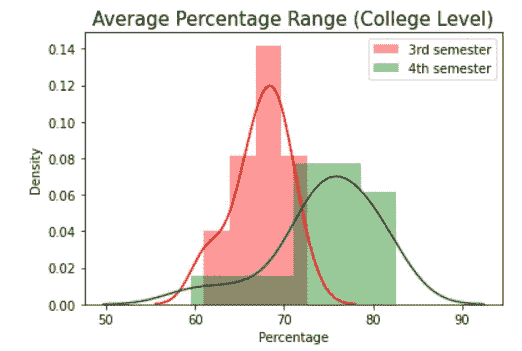 Average Percentage Range (College Level)
3rd semester
4th semester
0.14
0.12
0.10
0.08
0.06
0.04
0.02
0.00
Density
50 60 70 80 90
Percentage